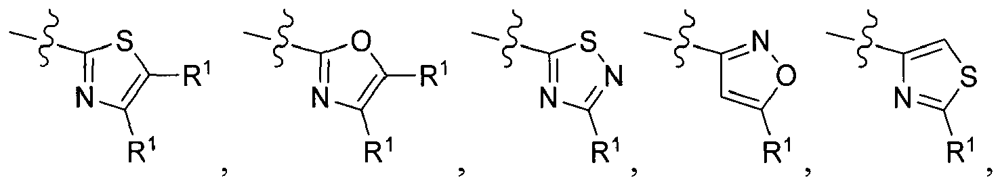 S O S N N S
N R¹ N R¹ N O N
R¹ , R¹ , R¹ , R¹ , R¹ ,